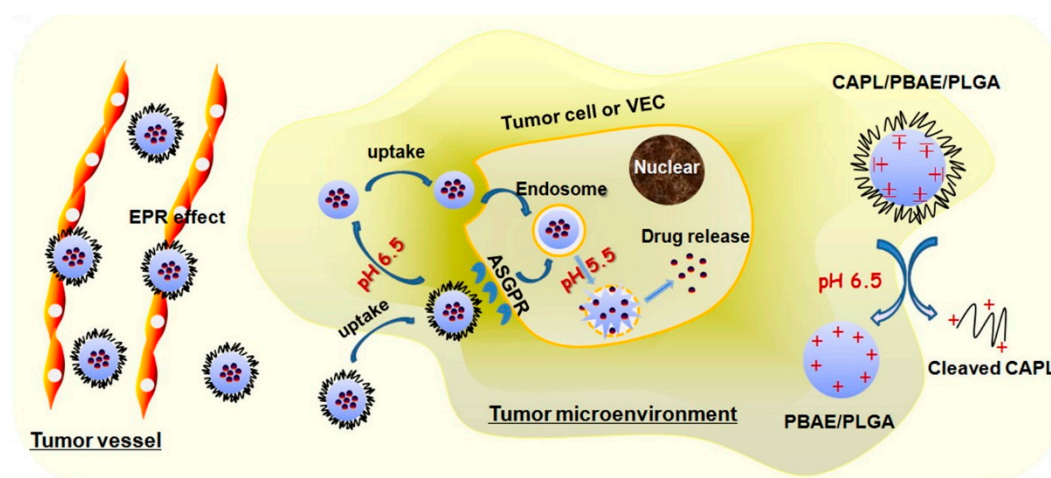 CAPL/PBAE/PLGA
Tumor cell or VEC
uptake
Nuclear
Endosome
EPR effect
Drug release
pH 6.5
ASGPR
pH 5.5
pH 6.5
uptake
Cleaved CAPL
Tumor microenvironment
PBAE/PLGA
Tumor vessel